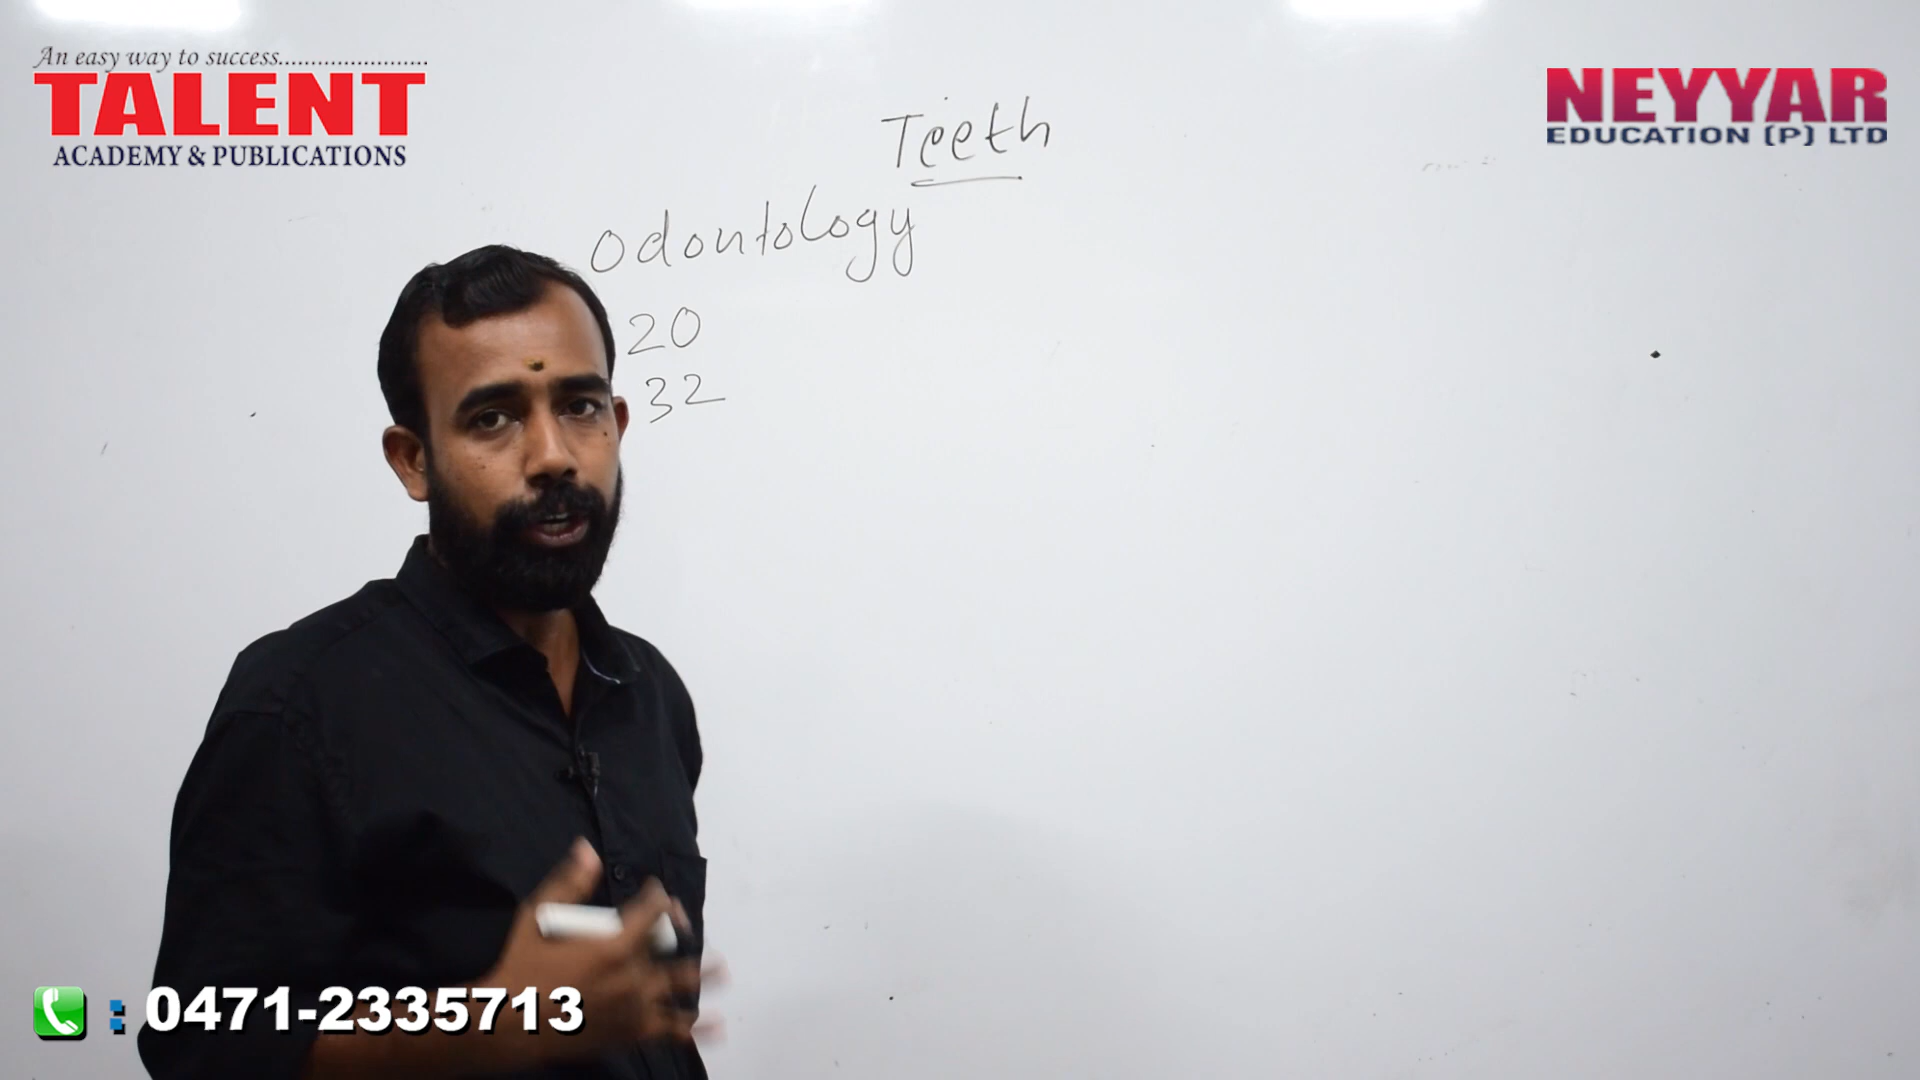 An easy way to success........................
TALENT
ACADEMY & PUBLICATIONS
NEYYAR
EDUCATION (P) LTD
Teeth
Odontology
20
32
: 0471-2335713